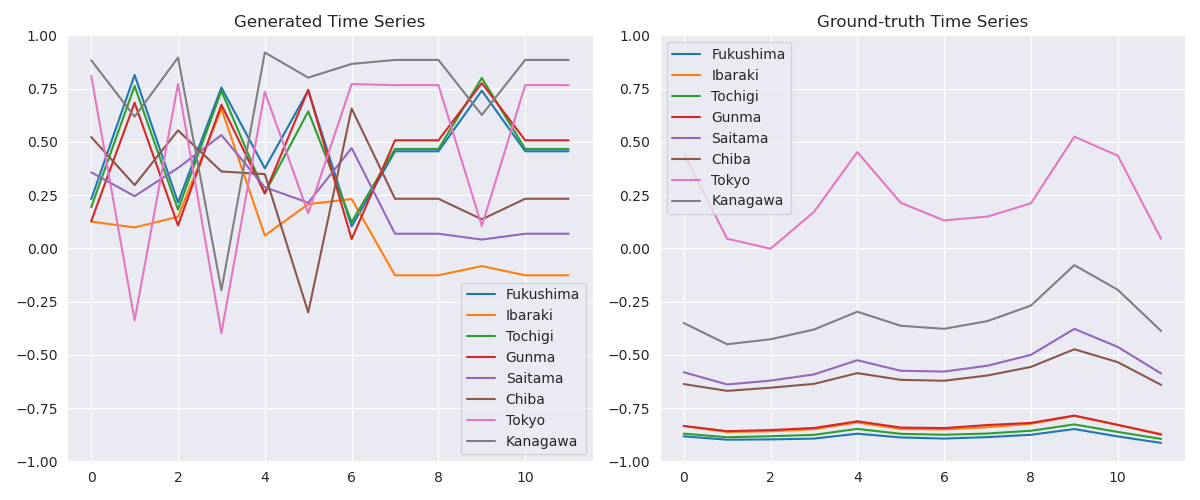 Generated Time Series
1.00
0.75
0.50
0.25
0.00
−0.25
−0.50
−0.75
−1.00
0 2 4 6 8 10
Fukushima
Ibaraki
Tochigi
Gunma
Saitama
Chiba
Tokyo
Kanagawa
Ground-truth Time Series
1.00
0.75
0.50
0.25
0.00
−0.25
−0.50
−0.75
−1.00
0 2 4 6 8 10
Fukushima
Ibaraki
Tochigi
Gunma
Saitama
Chiba
Tokyo
Kanagawa